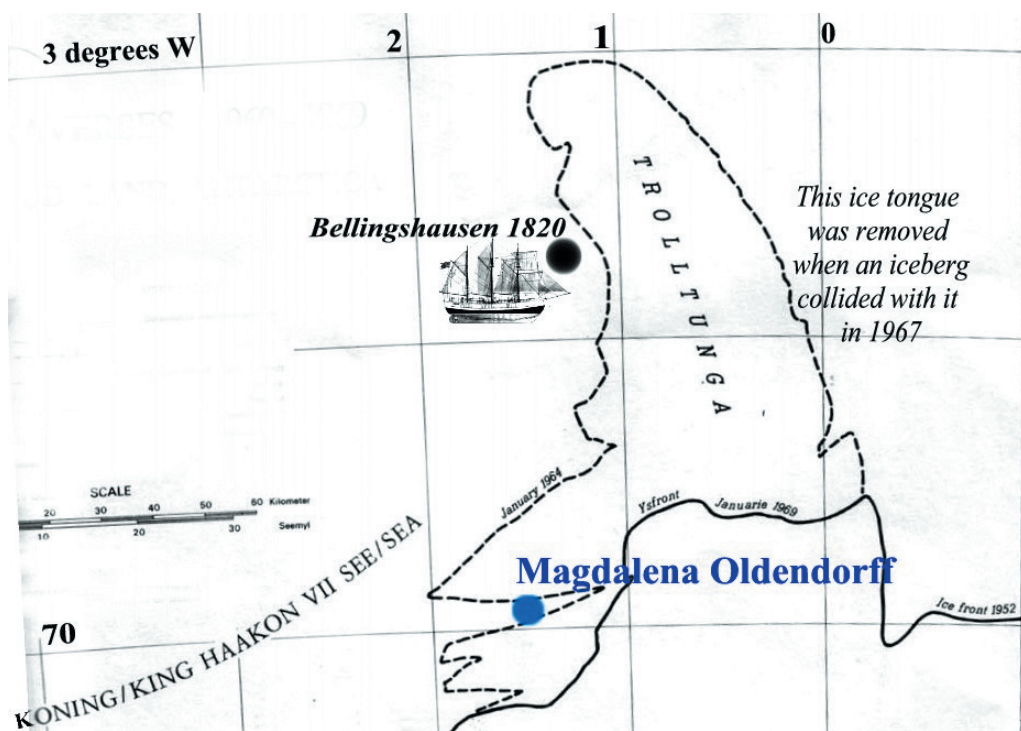 3 degrees W
2
1
0
TROLLTUNGA
Bellingshausen 1820
This ice tongue
was removed
when an iceberg
collided with it
in 1967
January 1964
SCALE
20 30 40 50 60 Kilometer
10 20 30 Seemyl
Ysfront Januarie 1969
KONING/KING HAAKON VII SEE/SEA
Magdalena Oldendorff
Ice front 1952
70